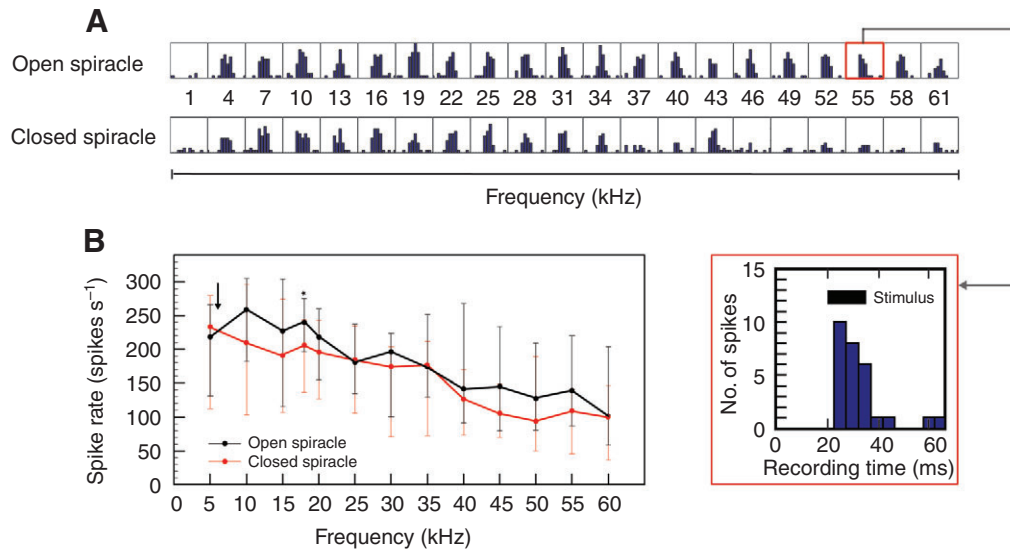 A
Open spiracle
1 4 7 10 13 16 19 22 25 28 31 34 37 40 43 46 49 52 55 58 61
Closed spiracle
Frequency (kHz)
B
Spike rate (spikes s⁻¹)
300
250
200
150
100
50
0
*
Open spiracle
Closed spiracle
0 5 10 15 20 25 30 35 40 45 50 55 60
Frequency (kHz)
No. of spikes
15
10
5
0
Stimulus
0 20 40 60
Recording time (ms)